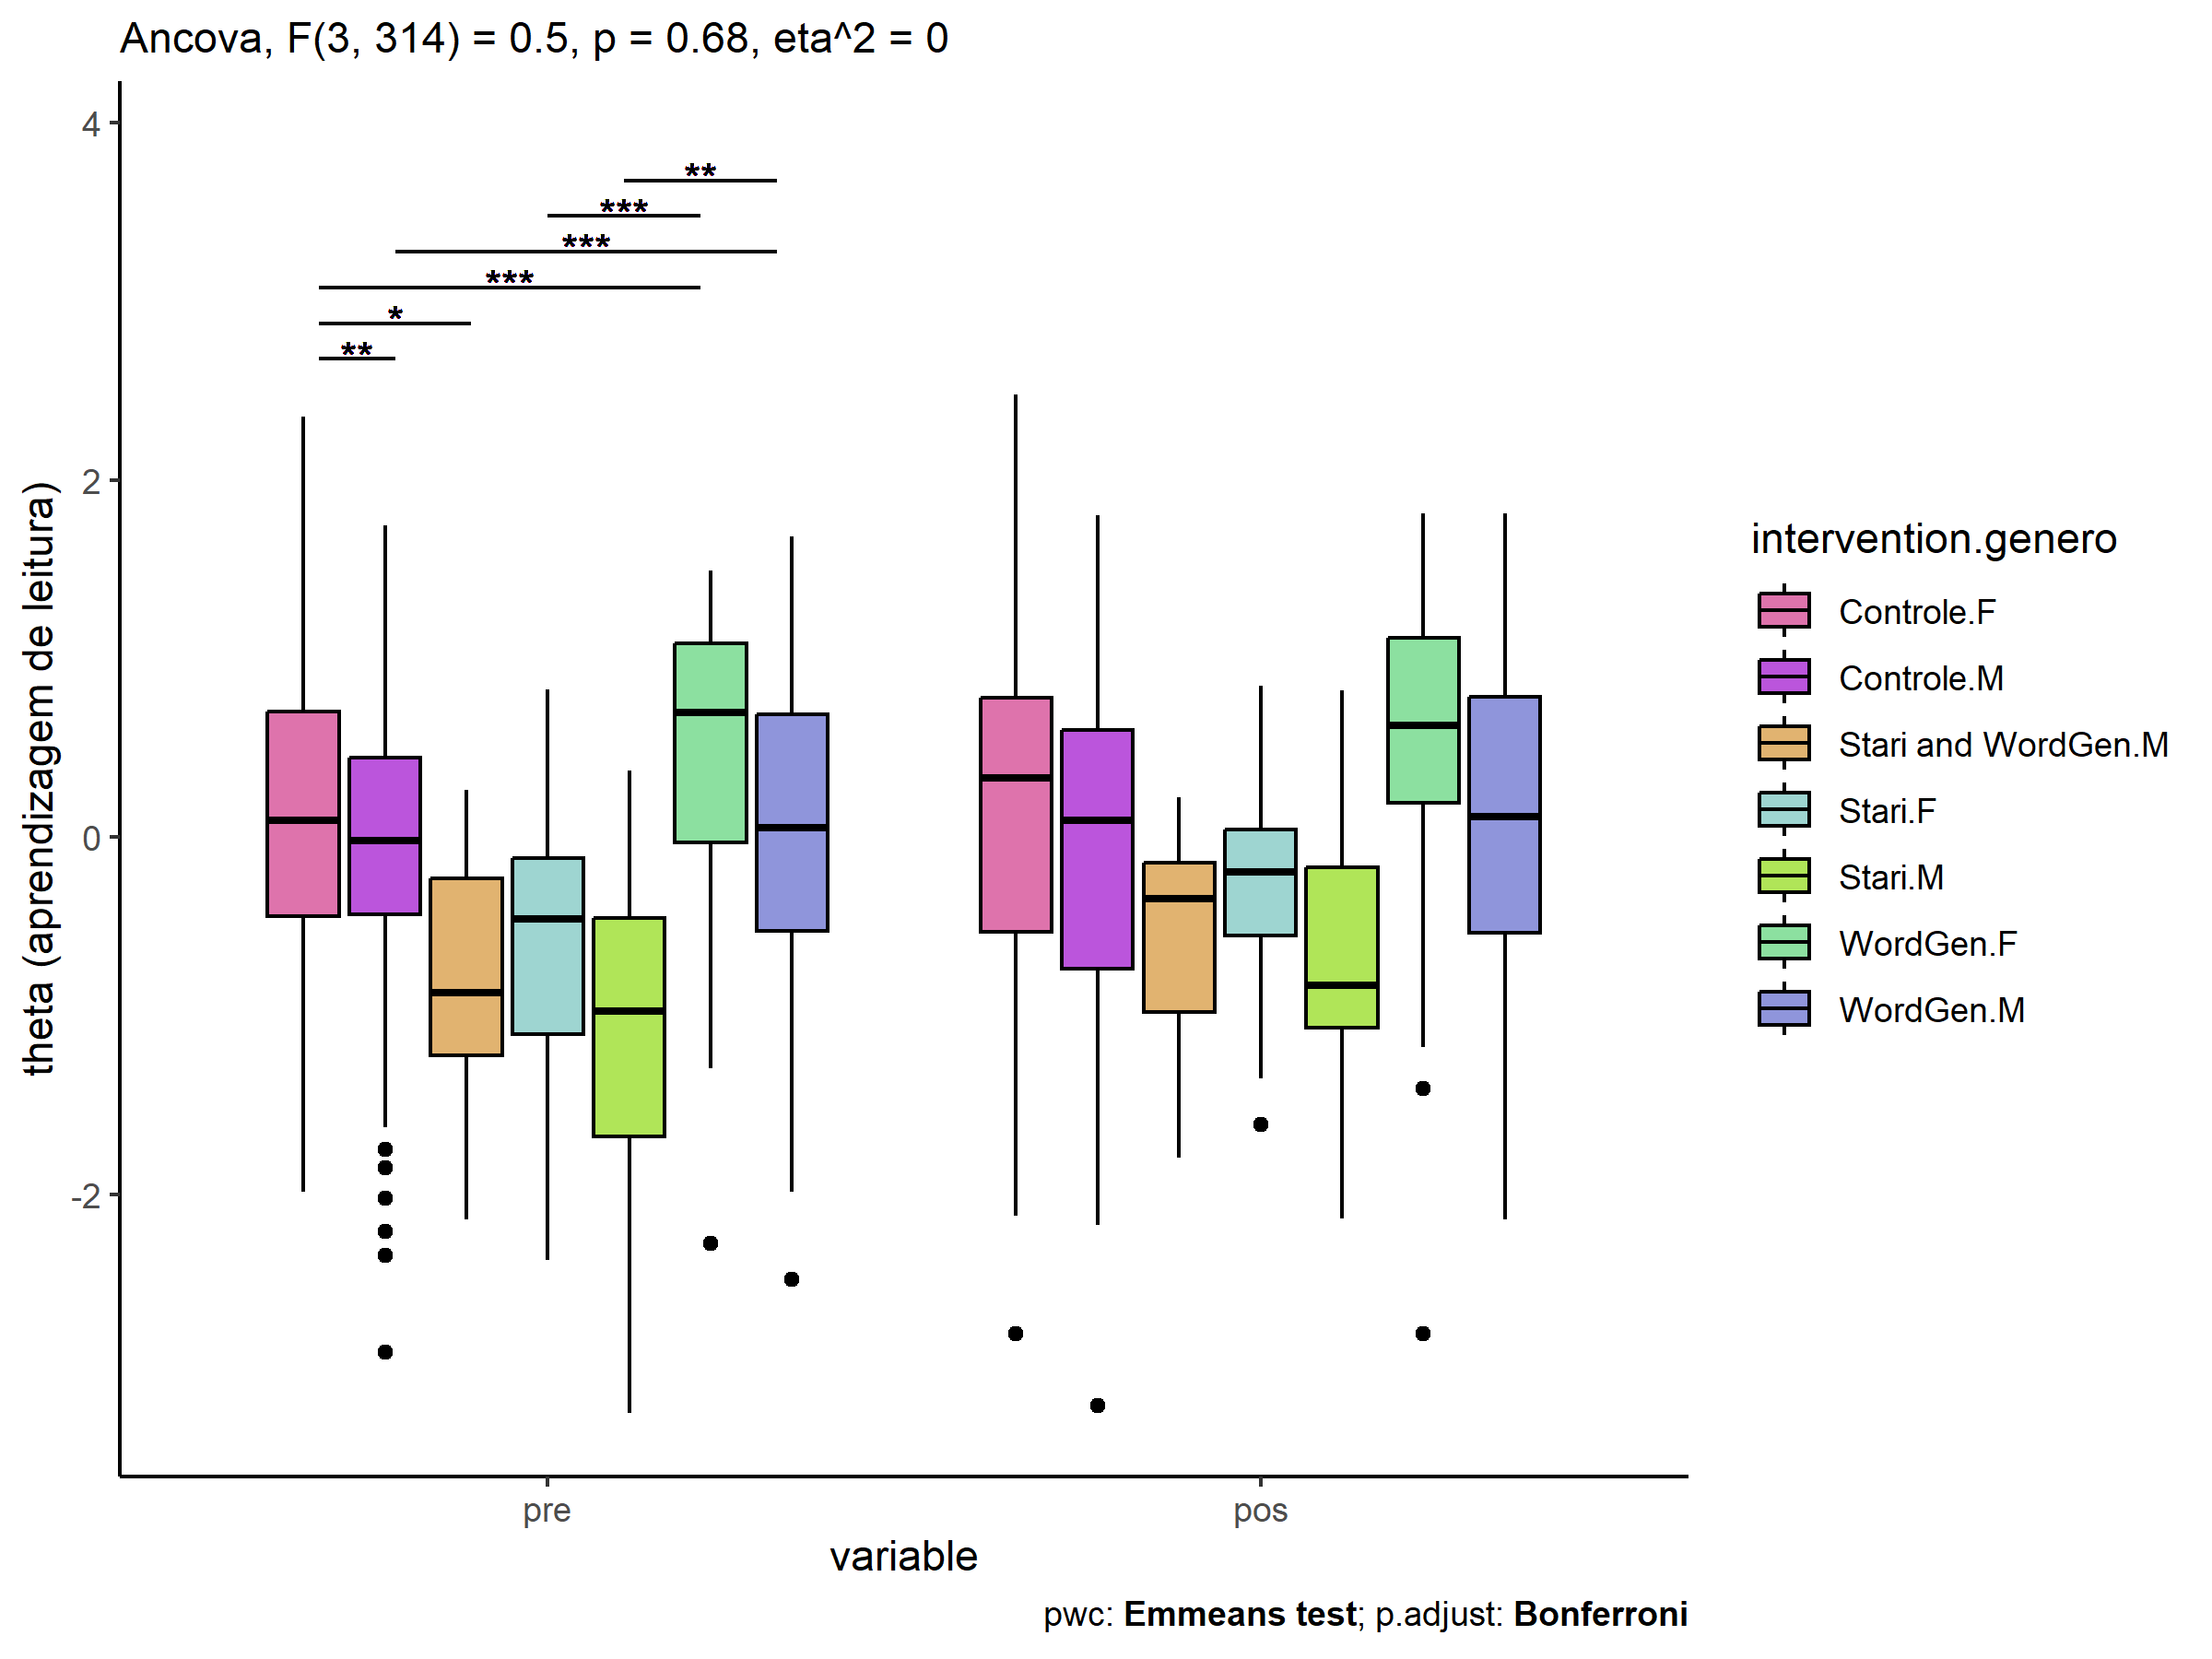 Ancova, F(3, 314) = 0.5, p = 0.68, eta^2 = 0
4
2
0
-2
theta (aprendizagem de leitura)
**
***
***
***
*
**
pre
pos
variable
intervention.genero
Controle.F
Controle.M
Stari and WordGen.M
Stari.F
Stari.M
WordGen.F
WordGen.M
pwc: Emmeans test; p.adjust: Bonferroni